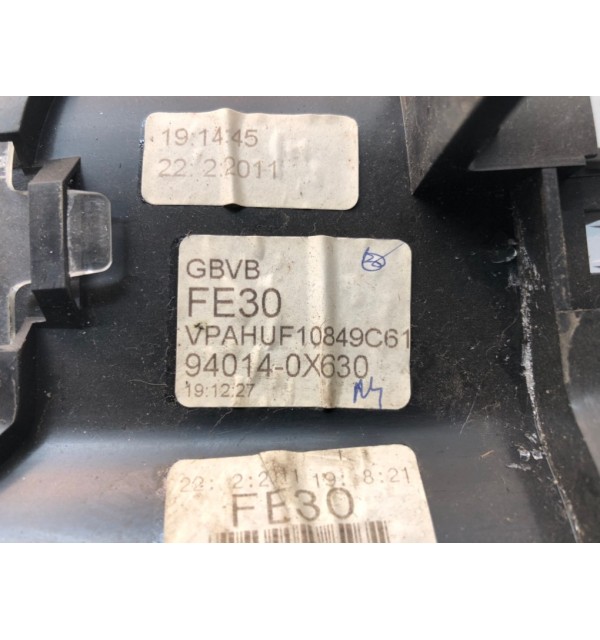 19:14:45
22. 2.2011
GBVB
FE30
VPAHUF10849C61
94014-0X630
19:12:27
22. 2:2011 19: 8:21
FE30